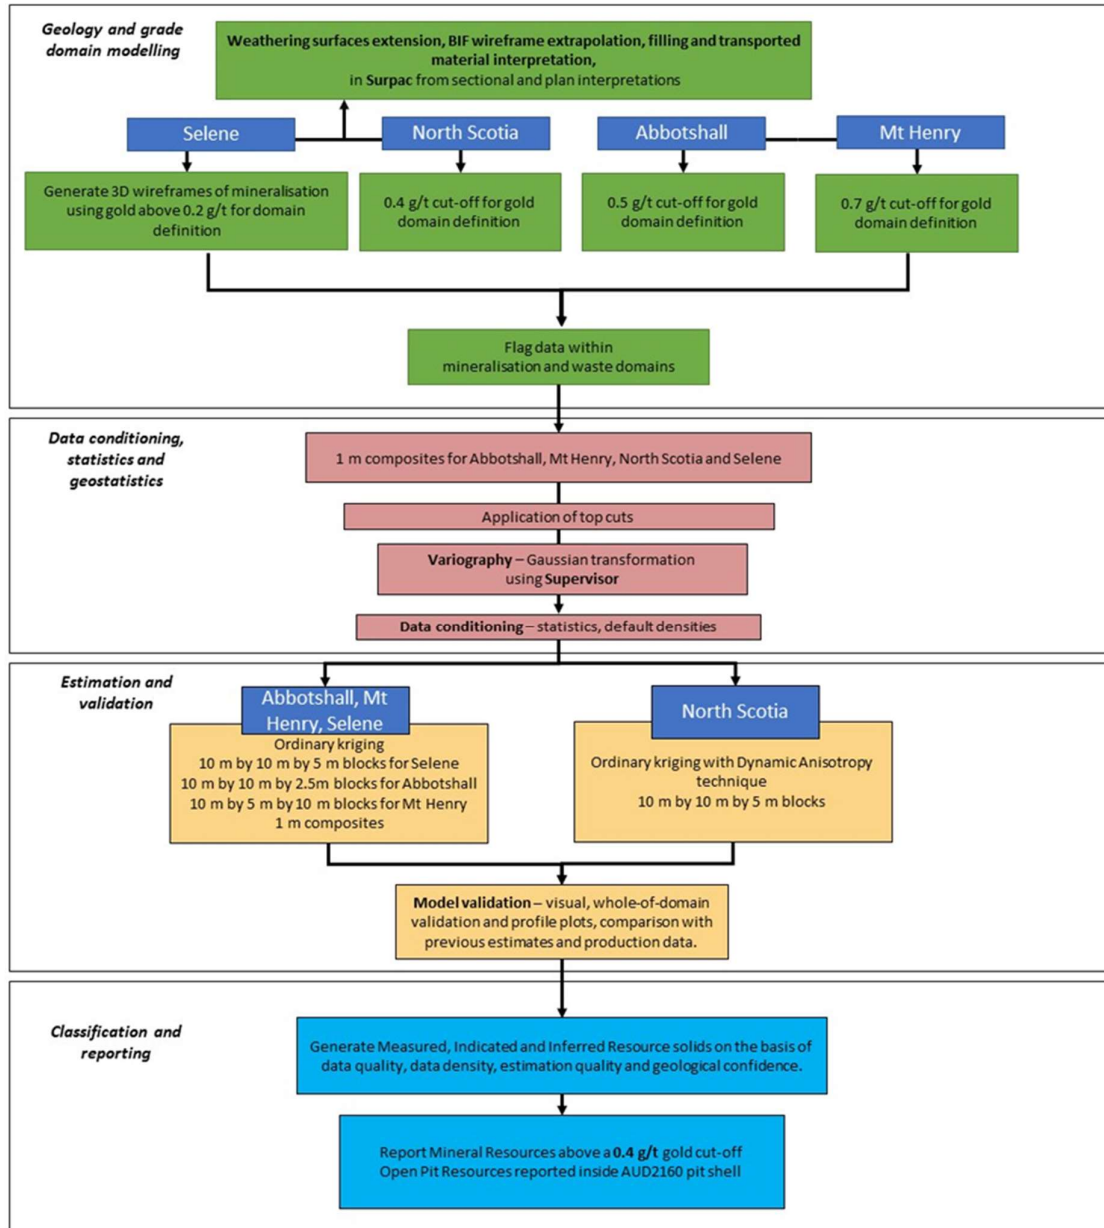 Geology and grade
domain modelling
Weathering surfaces extension, BIF wireframe extrapolation, filling and transported
material interpretation,
in Surpac from sectional and plan interpretations
Selene
North Scotia
Abbotshall
Mt Henry
Generate 3D wireframes of mineralisation
using gold above 0.2 g/t for domain
definition
0.4 g/t cut-off for gold
domain definition
0.5 g/t cut-off for gold
domain definition
0.7 g/t cut-off for gold
domain definition
Flag data within
mineralisation and waste domains
Data conditioning,
statistics and
geostatistics
1 m composites for Abbotshall, Mt Henry, North Scotia and Selene
Application of top cuts
Variography – Gaussian transformation
using Supervisor
Data conditioning – statistics, default densities
Estimation and
validation
Abbotshall, Mt
Henry, Selene
Ordinary kriging
10 m by 10 m by 5 m blocks for Selene
10 m by 10 m by 2.5m blocks for Abbotshall
10 m by 5 m by 10 m blocks for Mt Henry
1 m composites
North Scotia
Ordinary kriging with Dynamic Anisotropy
technique
10 m by 10 m by 5 m blocks
Model validation – visual, whole-of-domain
validation and profile plots, comparison with
previous estimates and production data.
Classification and
reporting
Generate Measured, Indicated and Inferred Resource solids on the basis of
data quality, data density, estimation quality and geological confidence.
Report Mineral Resources above a 0.4 g/t gold cut-off
Open Pit Resources reported inside AUD2160 pit shell